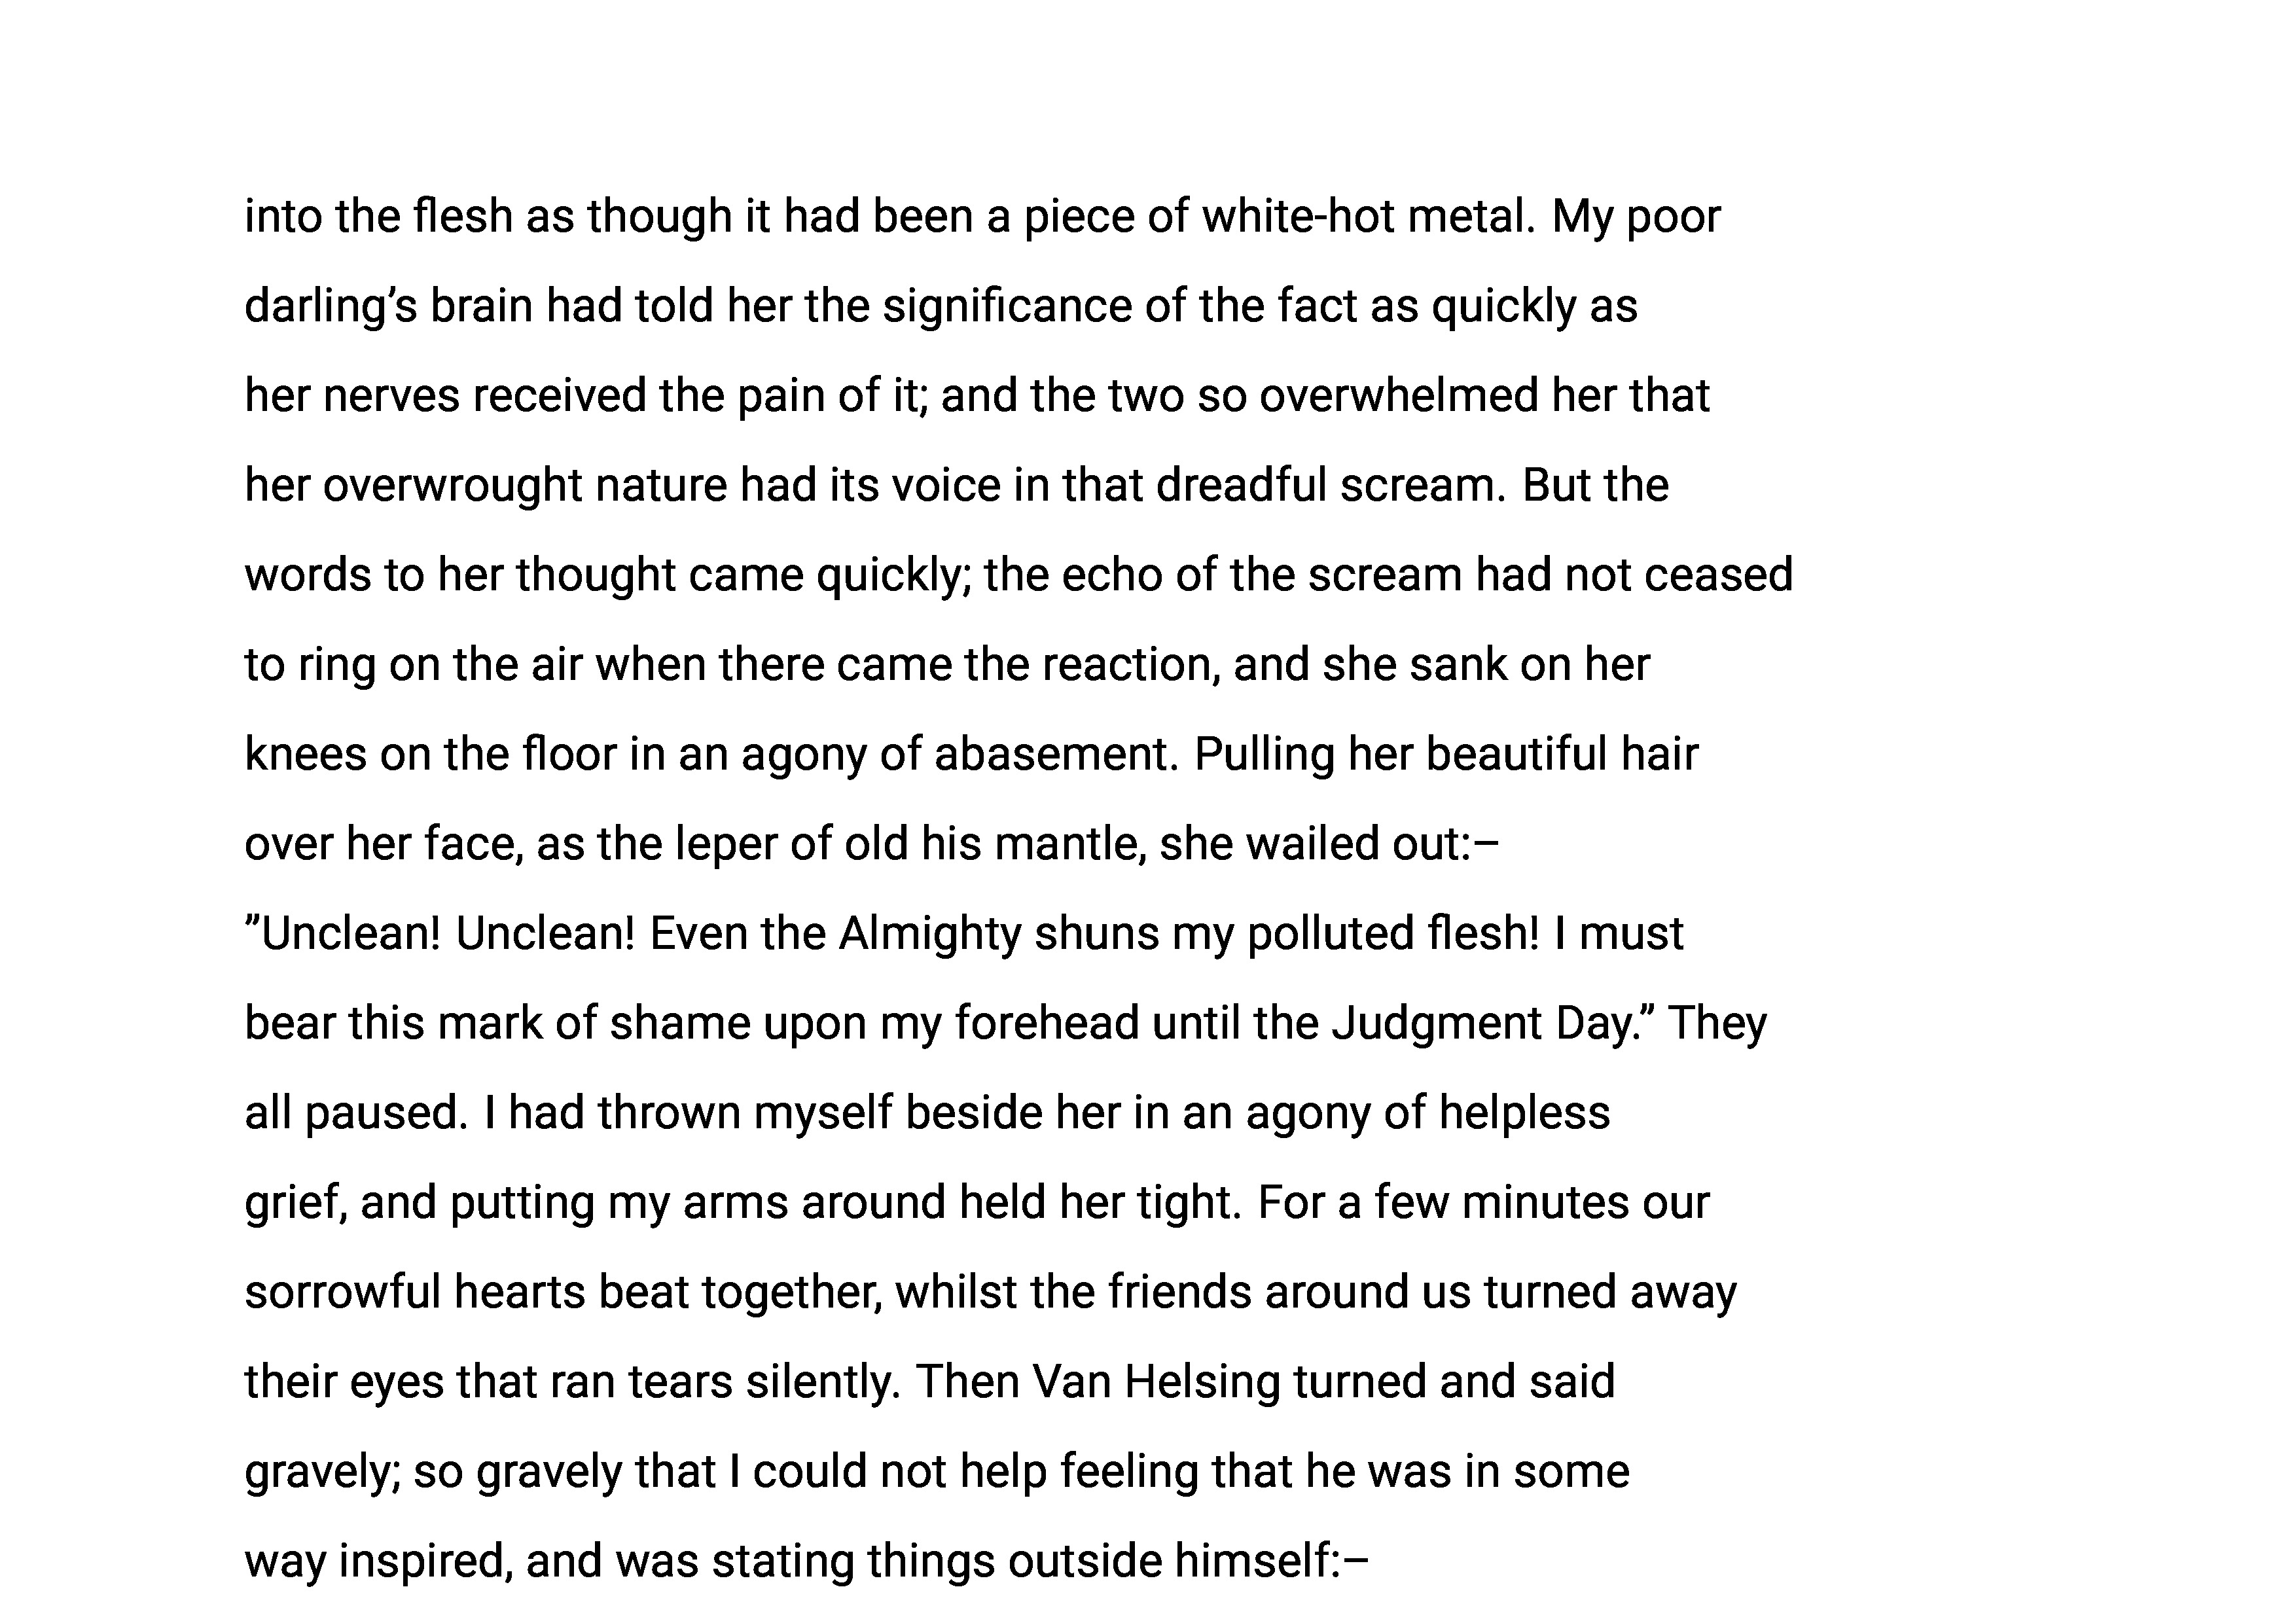 into the flesh as though it had been a piece of white-hot metal. My poor
darling’s brain had told her the significance of the fact as quickly as
her nerves received the pain of it; and the two so overwhelmed her that
her overwrought nature had its voice in that dreadful scream. But the
words to her thought came quickly; the echo of the scream had not ceased
to ring on the air when there came the reaction, and she sank on her
knees on the floor in an agony of abasement. Pulling her beautiful hair
over her face, as the leper of old his mantle, she wailed out:–
”Unclean! Unclean! Even the Almighty shuns my polluted flesh! I must
bear this mark of shame upon my forehead until the Judgment Day.” They
all paused. I had thrown myself beside her in an agony of helpless
grief, and putting my arms around held her tight. For a few minutes our
sorrowful hearts beat together, whilst the friends around us turned away
their eyes that ran tears silently. Then Van Helsing turned and said
gravely; so gravely that I could not help feeling that he was in some
way inspired, and was stating things outside himself:–